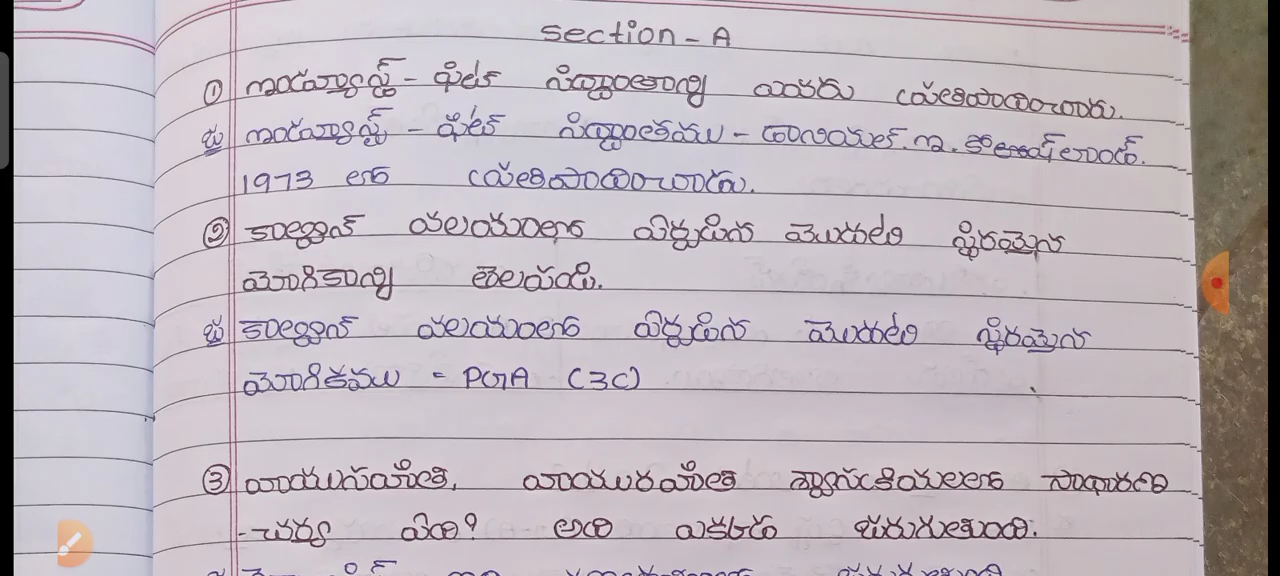 Section - A
① ఇండ్యూస్డ్ - ఫిట్ సిద్ధాంతాన్ని ఎవరు ప్రతిపాదించారు.
జ ఇండ్యూస్డ్ - ఫిట్ సిద్ధాంతము - డానియల్.ఇ.కోష్లాండ్.
1973 లో ప్రతిపాదించారు.
② కాల్విన్ వలయంలో ఏర్పడిన మొదటి స్థిరమైన
యౌగికాన్ని తెలపండి.
జ కాల్విన్ వలయంలో ఏర్పడిన మొదటి స్థిరమైన
యౌగికము = PGA (3C)
③ వాయుసహిత, వాయురహిత శ్వాసక్రియలలో సాధారణ
-చర్య ఏది? అది ఎక్కడ జరుగుతుంది.